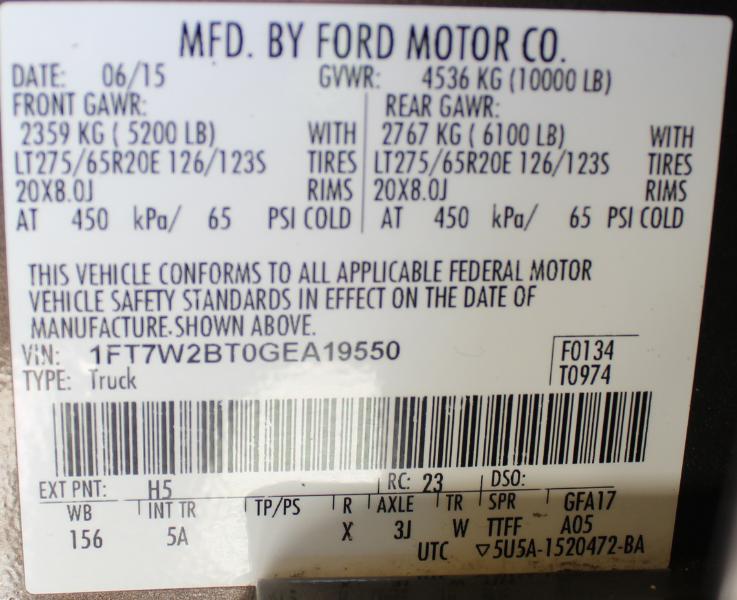 MFD. BY FORD MOTOR CO.
DATE: 06/15 GVWR: 4536 KG (10000 LB)
FRONT GAWR: REAR GAWR:
2359 KG ( 5200 LB) WITH 2767 KG ( 6100 LB) WITH
LT275/65R20E 126/123S TIRES LT275/65R20E 126/123S TIRES
20X8.0J RIMS 20X8.0J RIMS
AT 450 kPa/ 65 PSI COLD AT 450 kPa/ 65 PSI COLD
THIS VEHICLE CONFORMS TO ALL APPLICABLE FEDERAL MOTOR
VEHICLE SAFETY STANDARDS IN EFFECT ON THE DATE OF
MANUFACTURE.SHOWN ABOVE.
VIN: 1FT7W2BT0GEA19550 F0134
TYPE: Truck T0974
EXT PNT: H5 RC: 23 DSO:
WB INT TR TP/PS R AXLE TR SPR GFA17
156 5A X 3J W TTFF A05
UTC ▽5U5A-1520472-BA